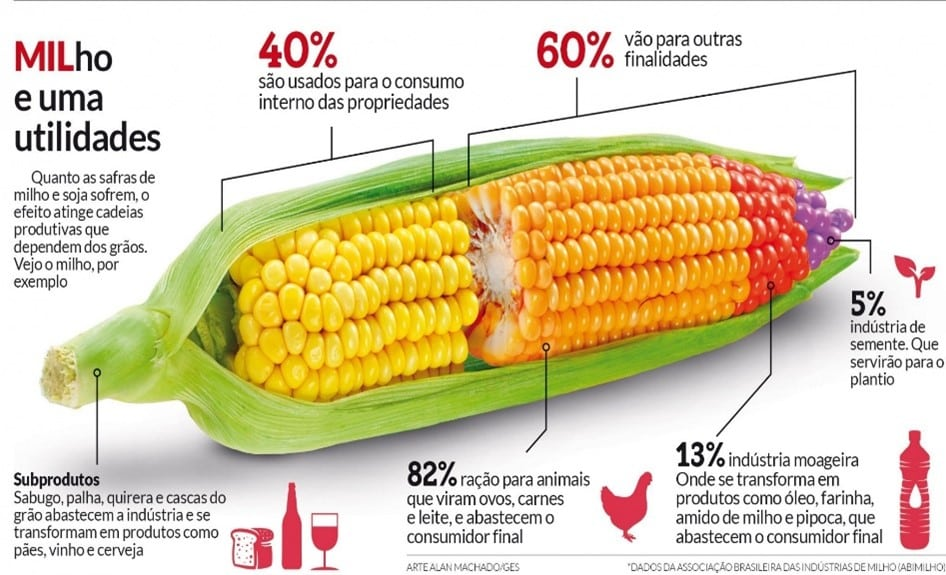 MILho
e uma
utilidades
Quanto as safras de
milho e soja sofrem, o
efeito atinge cadeias
produtivas que
dependem dos grãos.
Vejo o milho, por
exemplo
40%
são usados para o consumo
interno das propriedades
60%
vão para outras
finalidades
5%
indústria de
semente. Que
servirão para o
plantio
Subprodutos
Sabugo, palha, quirera e cascas do
grão abastecem a indústria e se
transformam em produtos como
pães, vinho e cerveja
82% ração para animais
que viram ovos, carnes
e leite, e abastecem o
consumidor final
13% indústria moageira
Onde se transforma em
produtos como óleo, farinha,
amido de milho e pipoca, que
abastecem o consumidor final
ARTE ALAN MACHADO/GES
*DADOS DA ASSOCIAÇÃO BRASILEIRA DAS INDÚSTRIAS DE MILHO (ABIMILHO)